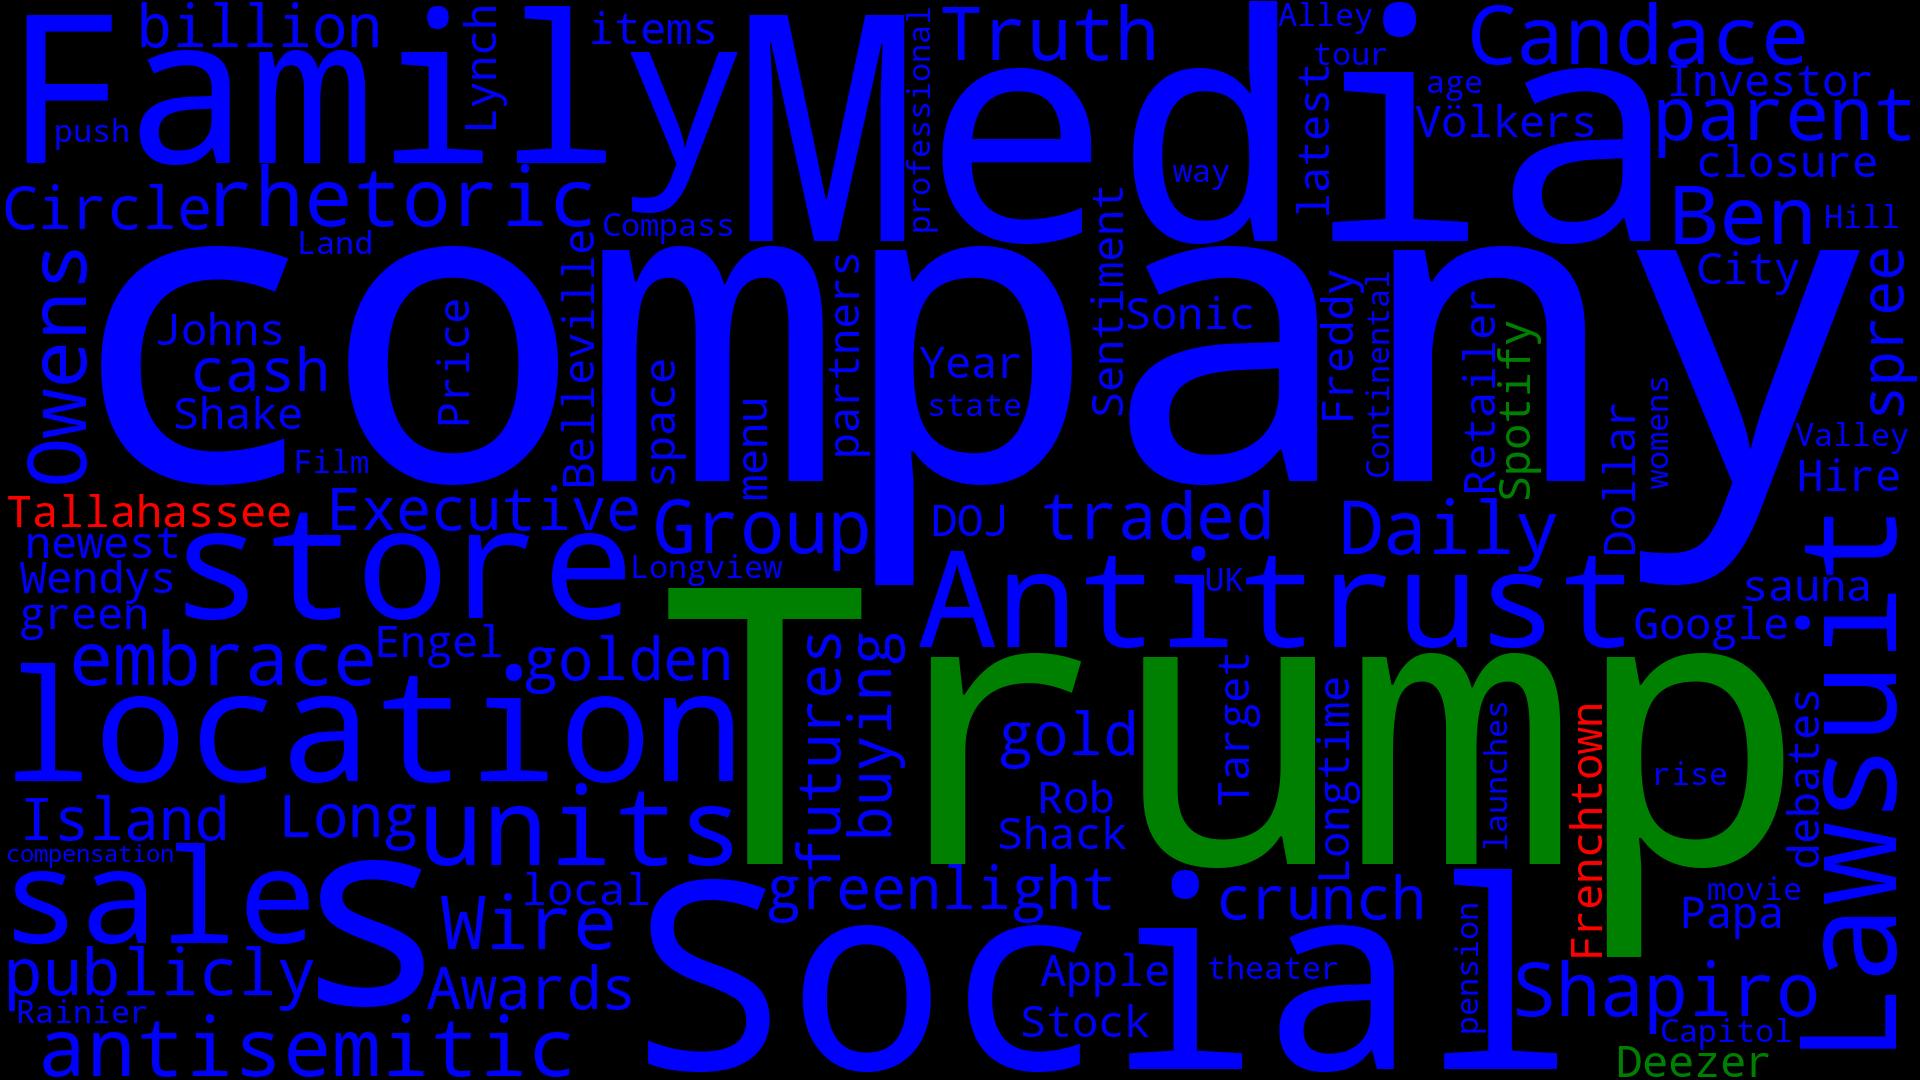 Family
billion
Lynch
items
Media
professional
Truth
Alley
tour
Candace
Investor
age
latest
Völkers
parent
push
closure
way
Circle
rhetoric
Compass
Land
Ben
Hill
City
Owens
company
Johns
cash
Shake
Price
Film
Belleville
space
menu
partners
Year
state
Sentiment
Sonic
Freddy
Continental
Retailer
Spotify
womens
Dollar
spree
Valley
Hire
Tallahassee
Executive
newest
Wendys
green
store
Group
Longview
DOJ
traded
Daily
Antitrust
UK
sauna
Google
Lawsuit
embrace
Engel
golden
location
Trump
futures
buying
gold
Target
Longtime
launches
Frenchtown
rise
debates
Rob
Shack
Island
Long
units
compensation
sale
s
local
Wire
greenlight
crunch
movie
Papa
publicly
Awards
Social
Apple
theater
pension
Shapiro
Rainier
Stock
Capitol
antisemitic
Deezer